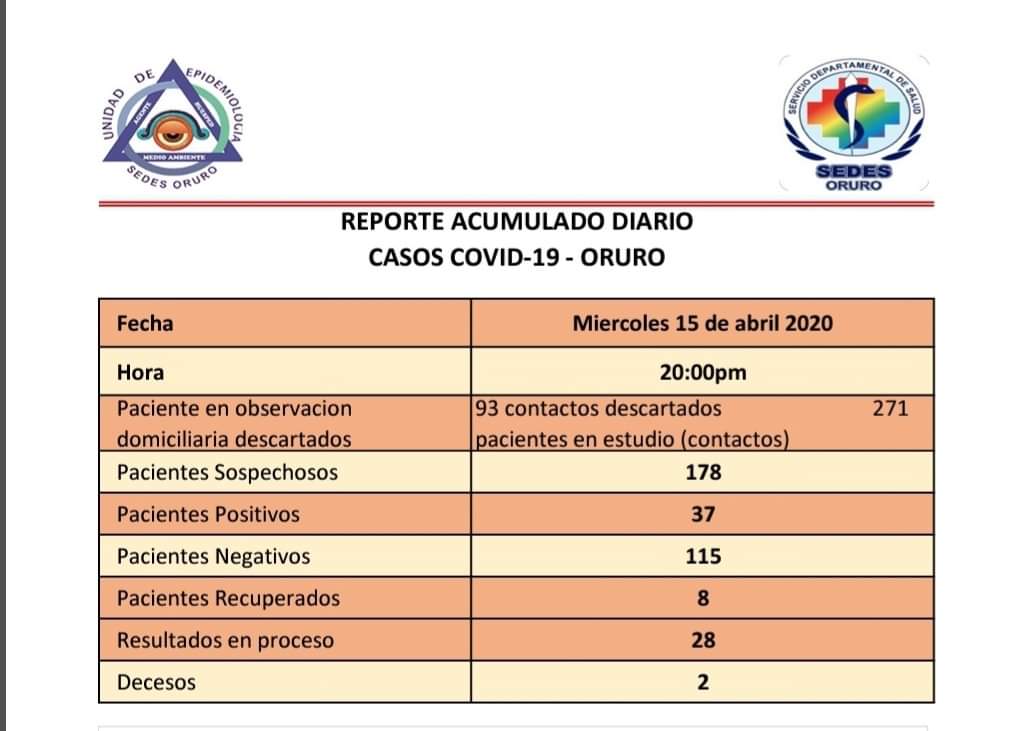 UNIDAD DE EPIDEMIOLOGIA
AGENTE HUESPED
MEDIO AMBIENTE
SEDES ORURO
SERVICIO DEPARTAMENTAL DE SALUD
SEDES
ORURO
REPORTE ACUMULADO DIARIO
CASOS COVID-19 - ORURO
Fecha Miercoles 15 de abril 2020
Hora 20:00pm
Paciente en observacion 93 contactos descartados 271
domiciliaria descartados pacientes en estudio (contactos)
Pacientes Sospechosos 178
Pacientes Positivos 37
Pacientes Negativos 115
Pacientes Recuperados 8
Resultados en proceso 28
Decesos 2